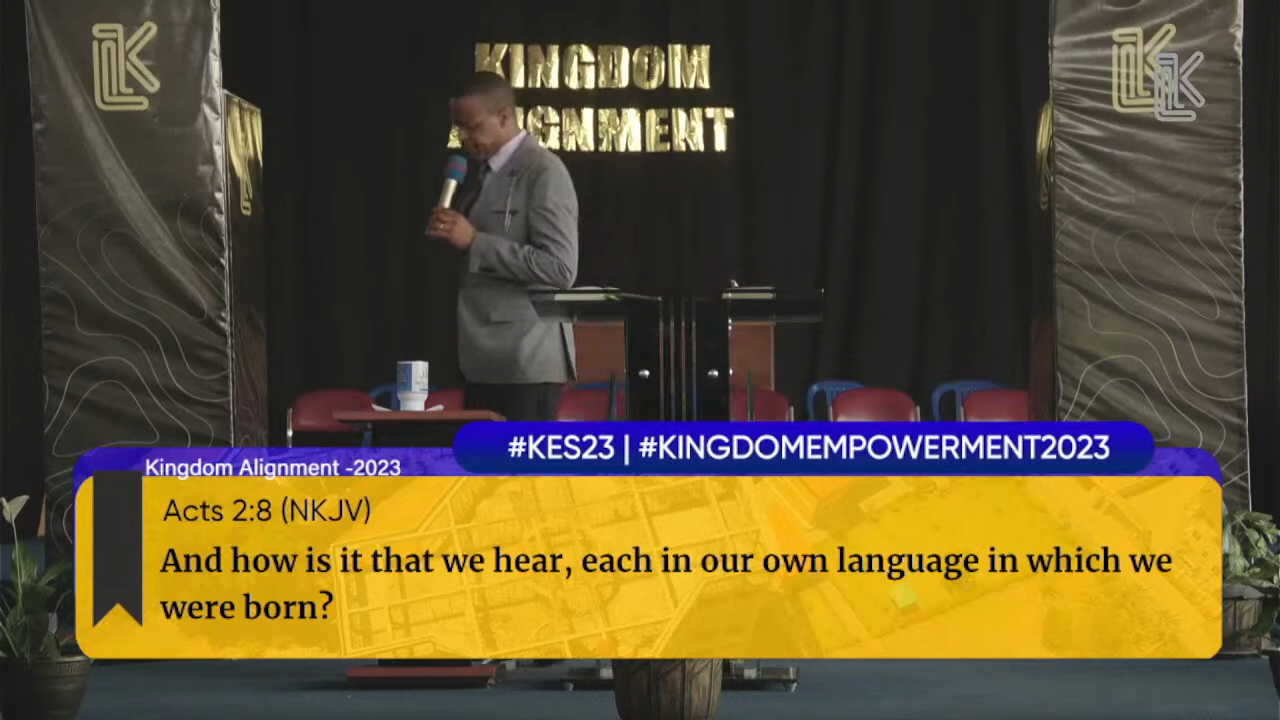 KINGDOM
ALIGNMENT
#KES23 | #KINGDOMEMPOWERMENT2023
Kingdom Alignment -2023
Acts 2:8 (NKJV)
And how is it that we hear, each in our own language in which we
were born?